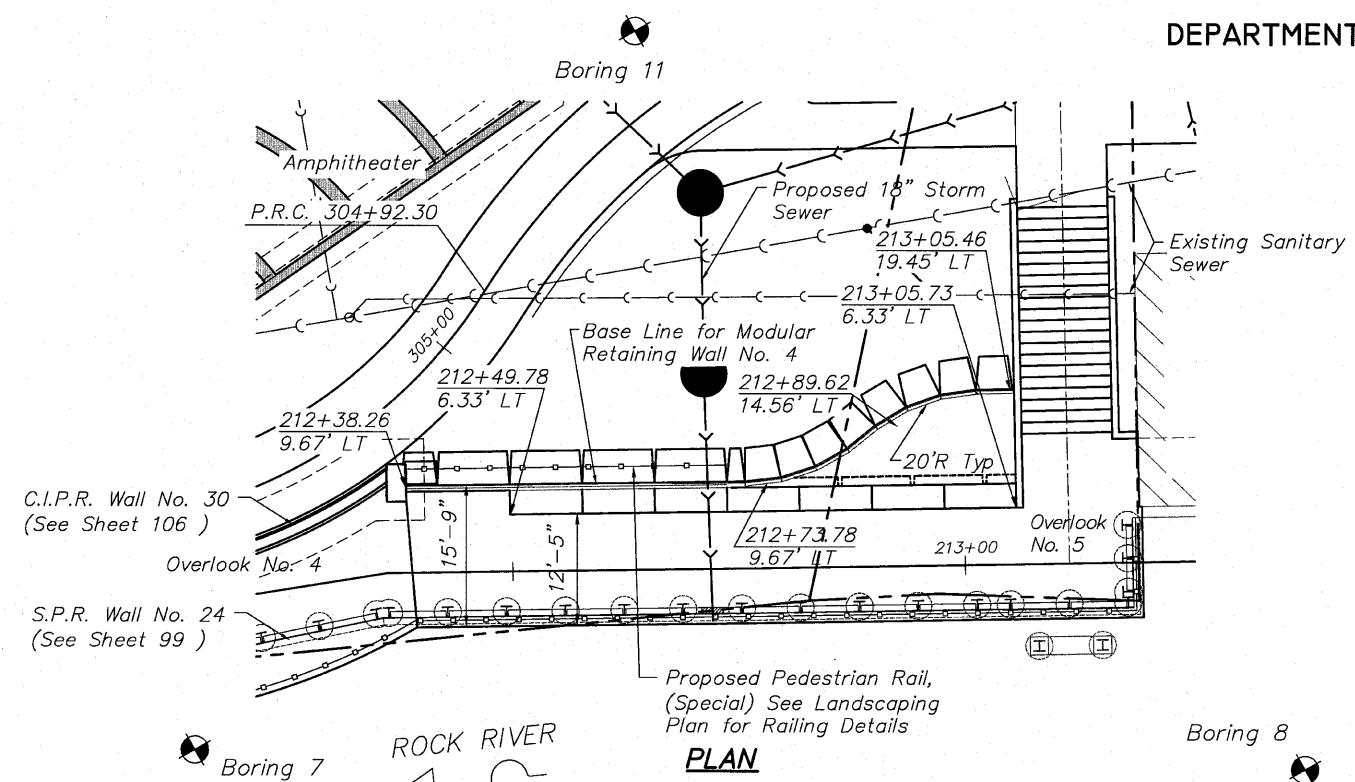 DEPARTMENT
Boring 11
Amphitheater
P.R.C. 304+92.30
Proposed 18" Storm
Sewer
213+05.46
19.45' LT
Existing Sanitary
Sewer
213+05.73
6.33' LT
305+00
Base Line for Modular
Retaining Wall No. 4
212+49.78
6.33' LT
212+89.62
14.56' LT
212+38.26
9.67' LT
20'R Typ
C.I.P.R. Wall No. 30
(See Sheet 106 )
15'-9"
12'-5"
212+73.78
9.67' LT
213+00
Overlook
No. 5
Overlook No. 4
S.P.R. Wall No. 24
(See Sheet 99 )
Proposed Pedestrian Rail,
(Special) See Landscaping
Plan for Railing Details
ROCK RIVER
Boring 7
PLAN
Boring 8